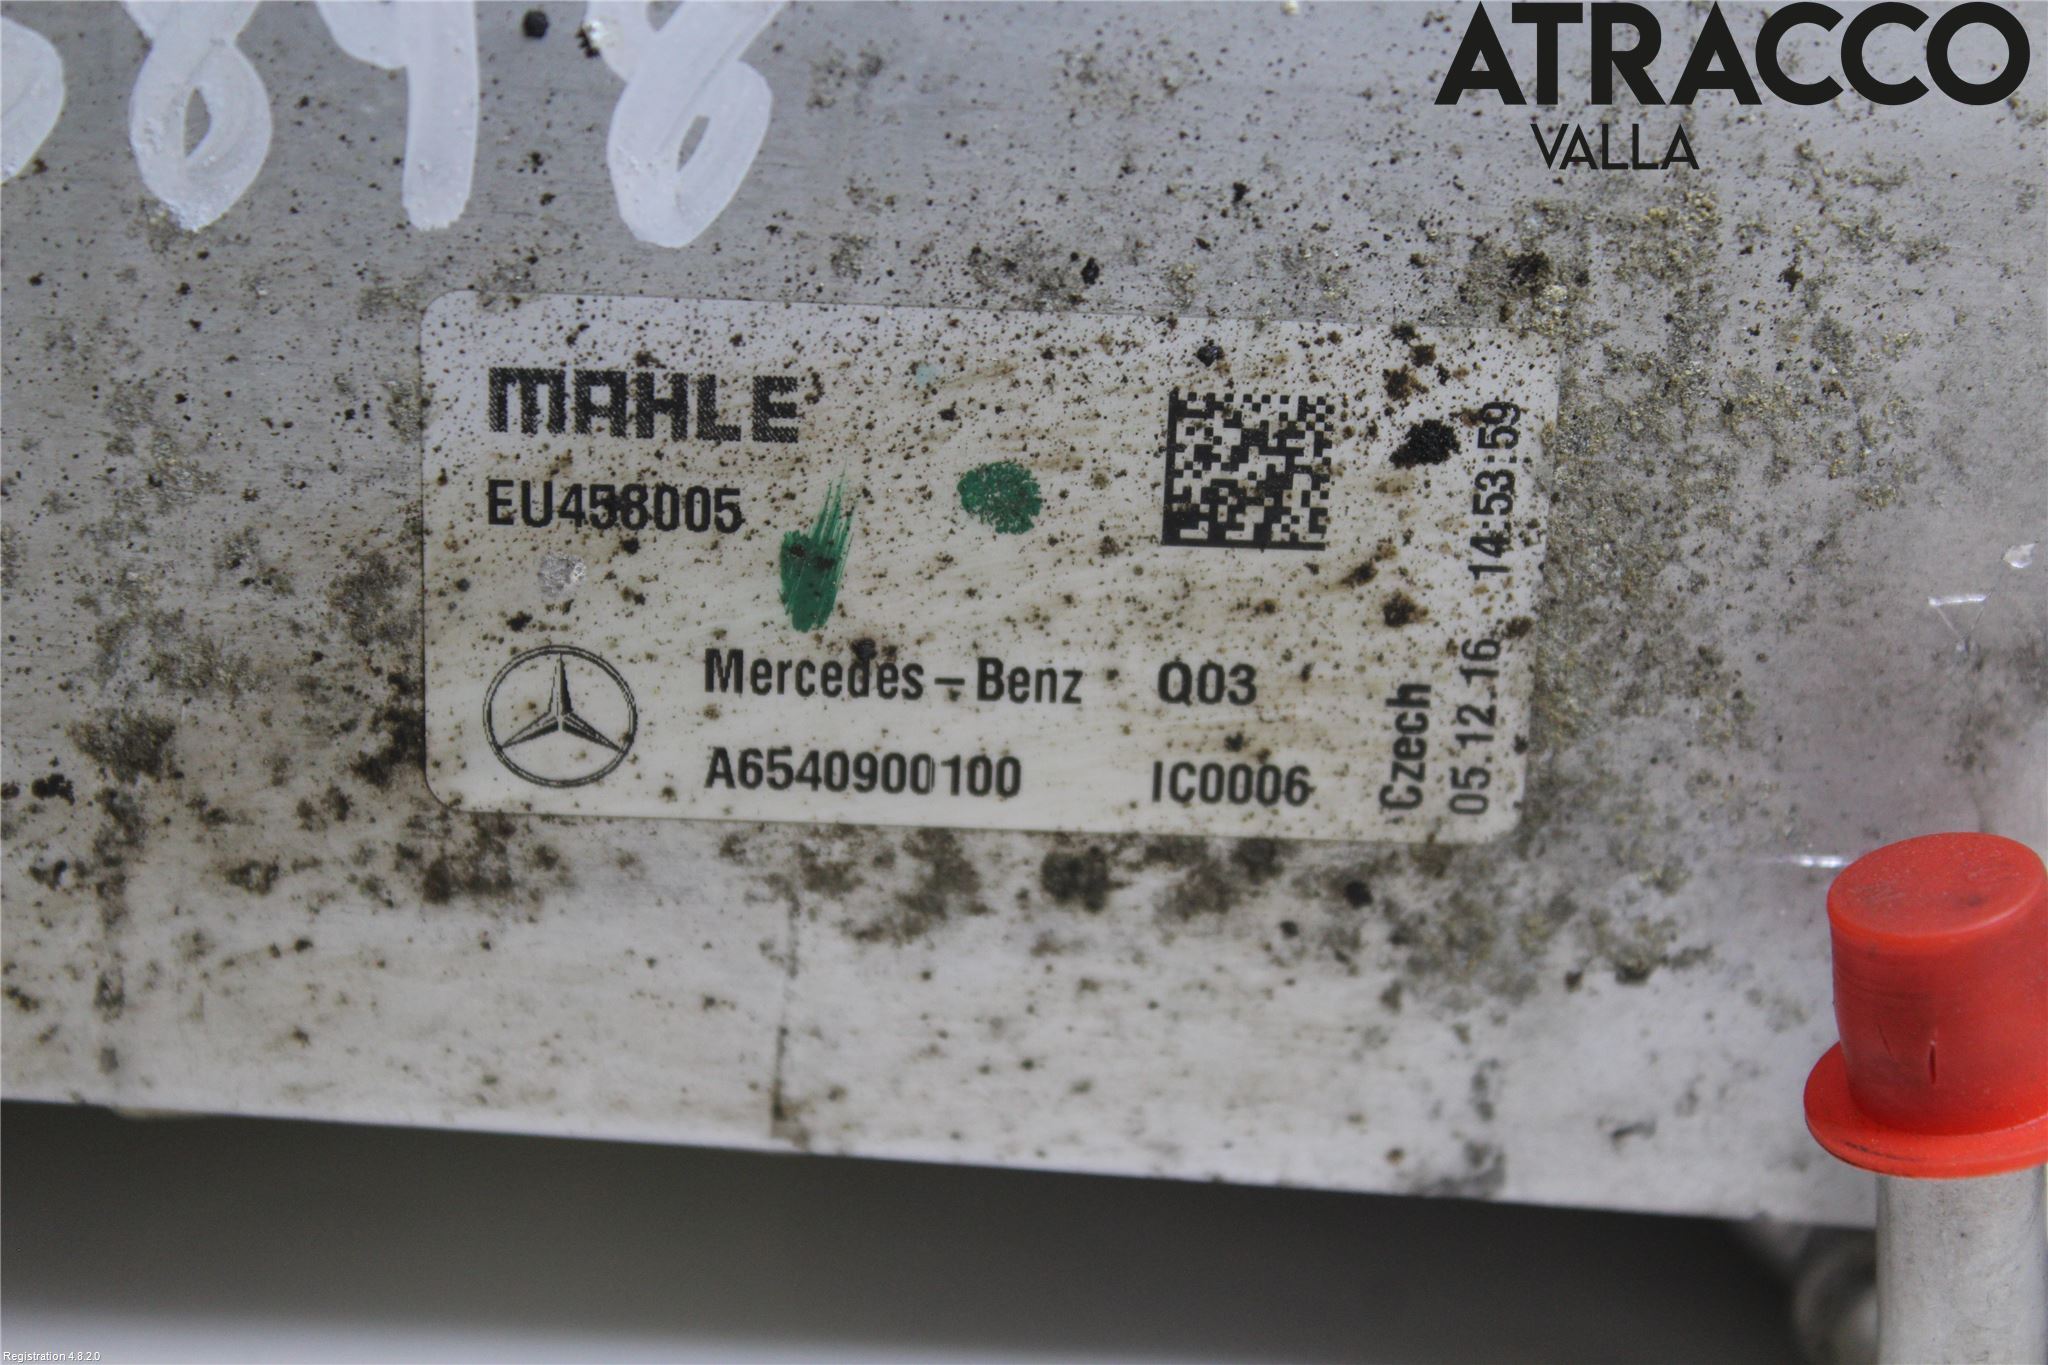 ATRACCO
VALLA
848
MAHLE
EU458005
Mercedes-Benz Q03
A6540900100 IC0006
Czech
05.12.16 14:53:59
Registration 4.8.2.0